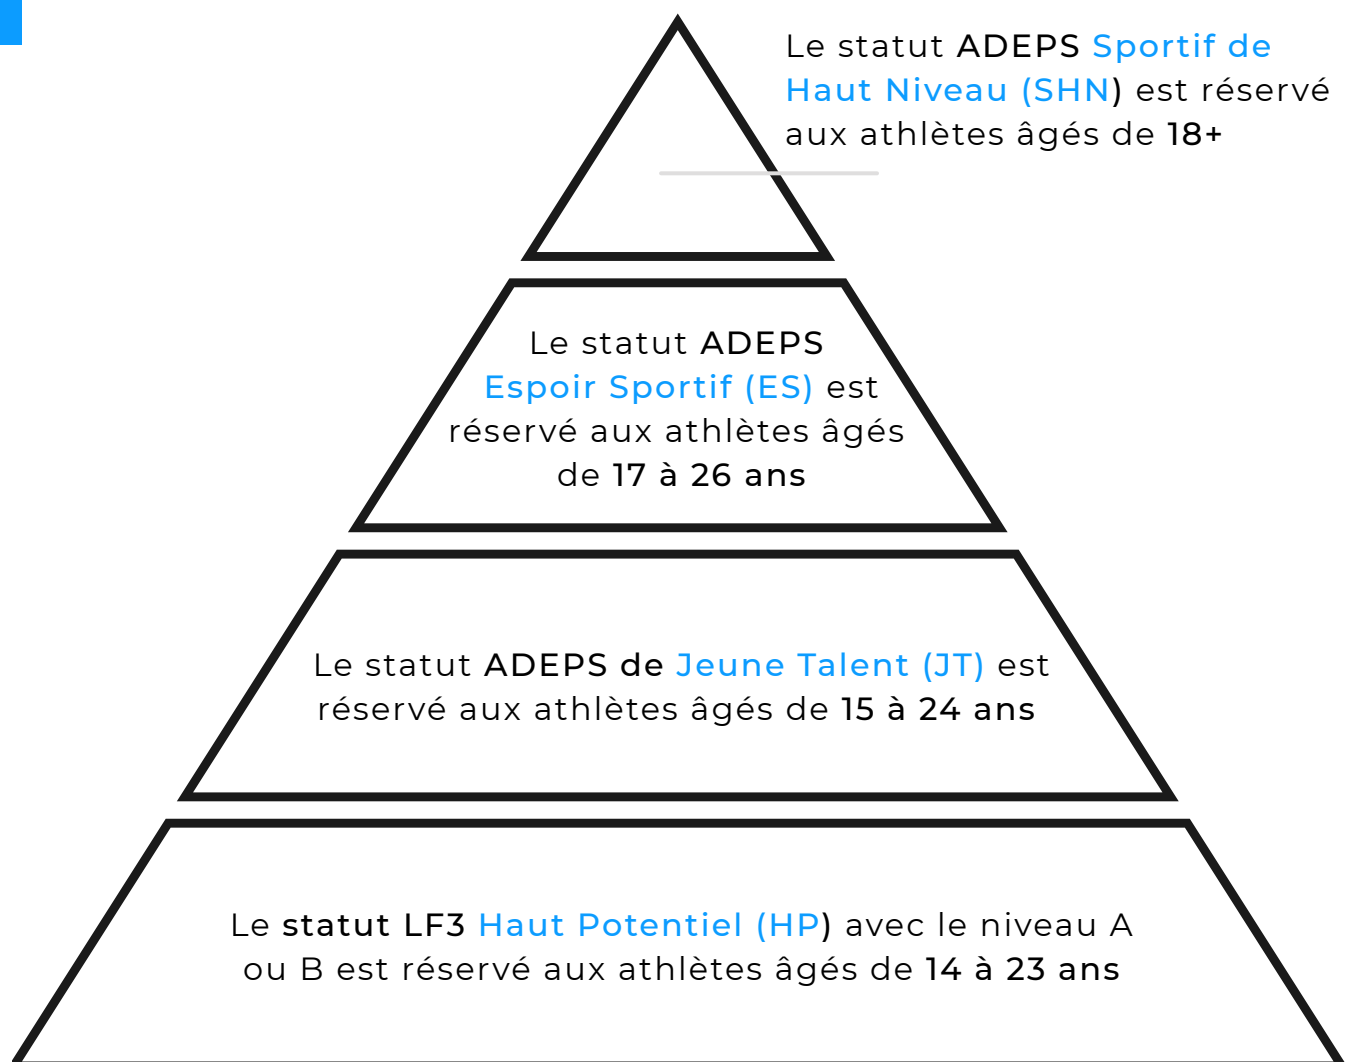 Le statut ADEPS Sportif de
Haut Niveau (SHN) est réservé
aux athlètes âgés de 18+
Le statut ADEPS
Espoir Sportif (ES) est
réservé aux athlètes âgés
de 17 à 26 ans
Le statut ADEPS de Jeune Talent (JT) est
réservé aux athlètes âgés de 15 à 24 ans
Le statut LF3 Haut Potentiel (HP) avec le niveau A
ou B est réservé aux athlètes âgés de 14 à 23 ans